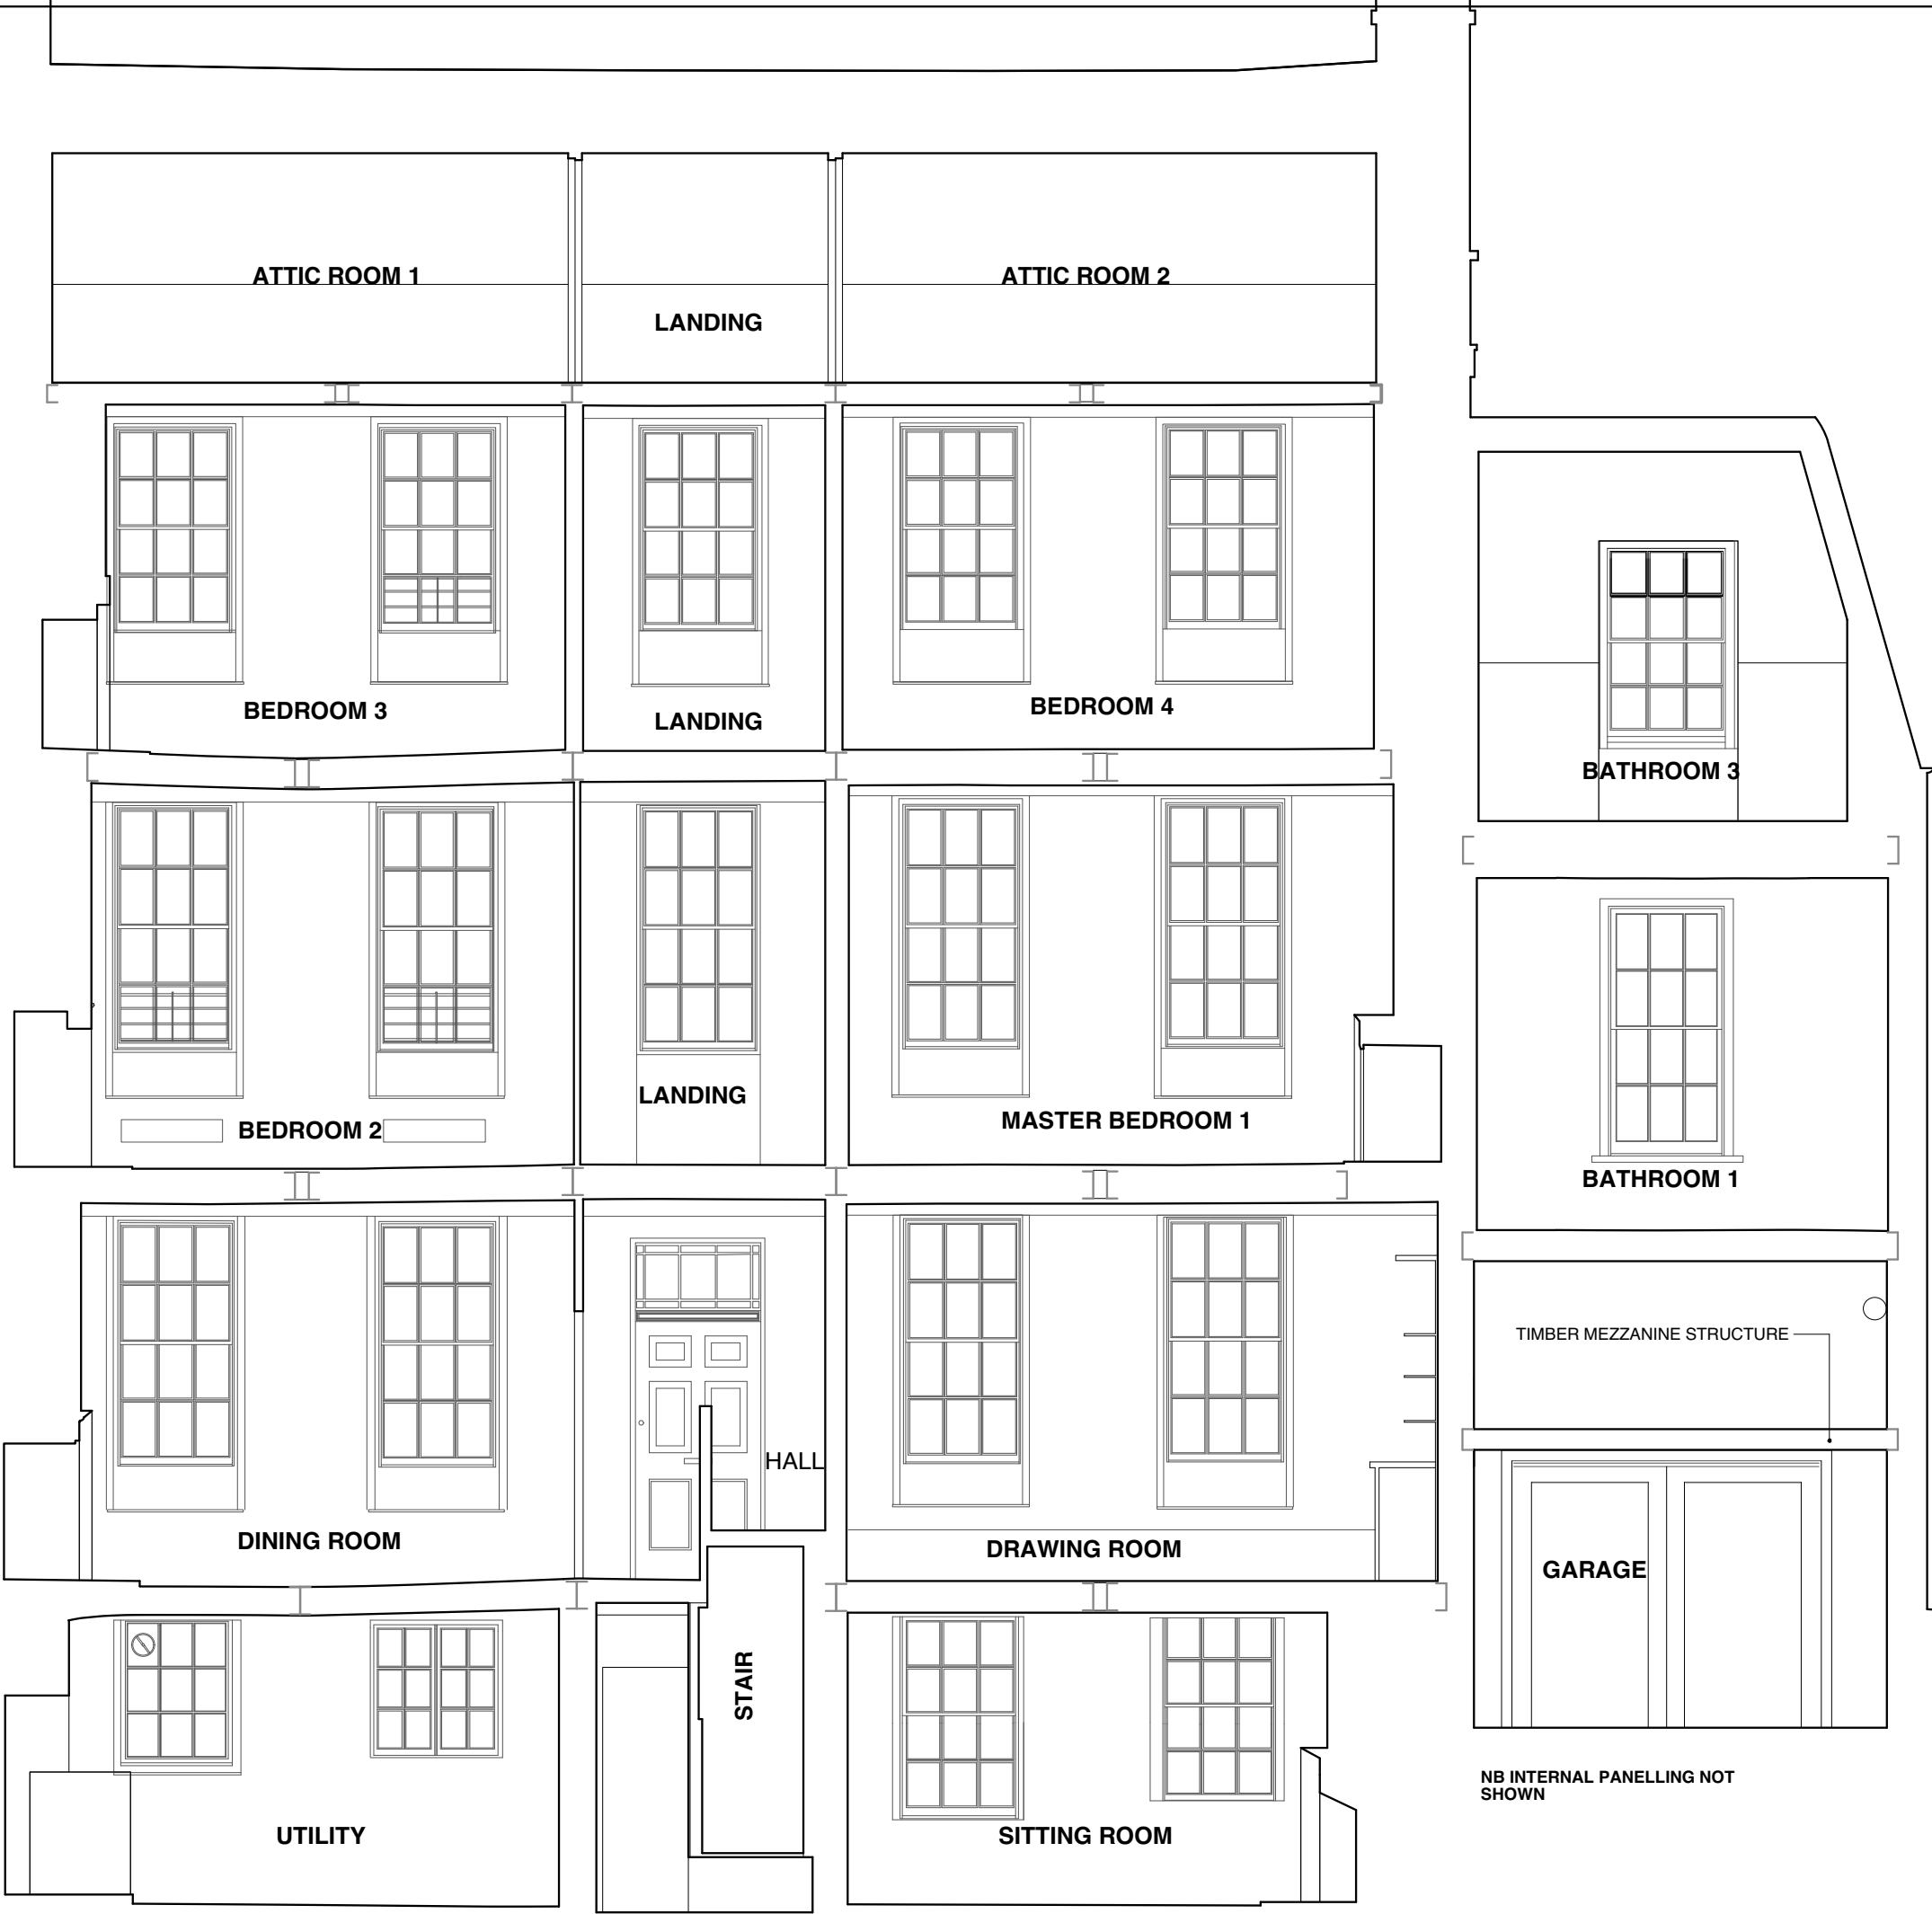 ATTIC ROOM 1
ATTIC ROOM 2
LANDING
BEDROOM 3
LANDING
BEDROOM 4
BATHROOM 3
LANDING
BEDROOM 2
MASTER BEDROOM 1
BATHROOM 1
TIMBER MEZZANINE STRUCTURE
HALL
DINING ROOM
DRAWING ROOM
GARAGE
STAIR
NB INTERNAL PANELLING NOT
SHOWN
UTILITY
SITTING ROOM